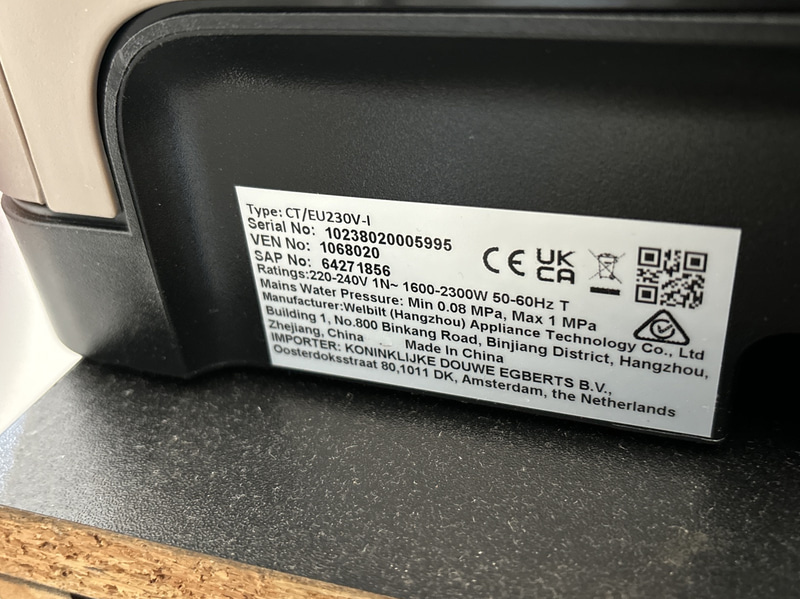 Type: CT/EU230V-I
Serial No: 10238020005995
VEN No: 1068020
SAP No: 64271856
Ratings:220-240V 1N~ 1600-2300W 50-60Hz T
Mains Water Pressure: Min 0.08 MPa, Max 1 MPa
Manufacturer:Welbilt (Hangzhou) Appliance Technology Co., Ltd
Building 1, No.800 Binkang Road, Binjiang District, Hangzhou,
Zhejiang, China Made in China
IMPORTER: KONINKLIJKE DOUWE EGBERTS B.V.,
Oosterdoksstraat 80,1011 DK, Amsterdam, the Netherlands
CE UK
CA